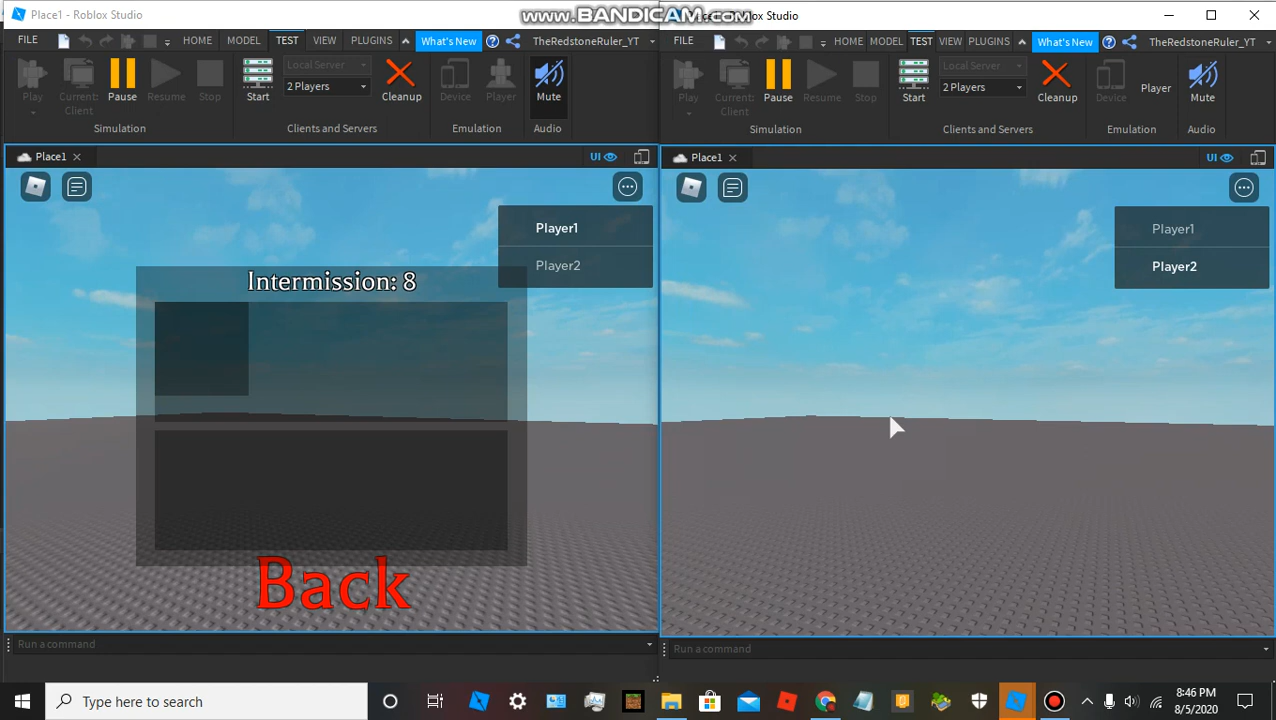 Place1 - Roblox Studio
www.BANDICAM.com
Studio
FILE HOME MODEL TEST VIEW PLUGINS What's New TheRedstoneRuler_YT
FILE HOME MODEL TEST VIEW PLUGINS What's New TheRedstoneRuler_YT
Play Current: Client Pause Resume Stop Start Local Server 2 Players Cleanup Device Player Mute
Play Current: Client Pause Resume Stop Start Local Server 2 Players Cleanup Device Player Mute
Simulation Clients and Servers Emulation Audio
Simulation Clients and Servers Emulation Audio
Place1 UI
Place1 UI
Player1
Player2
Intermission: 8
Back
Player1
Player2
Run a command
Run a command
Type here to search
8:46 PM
8/5/2020